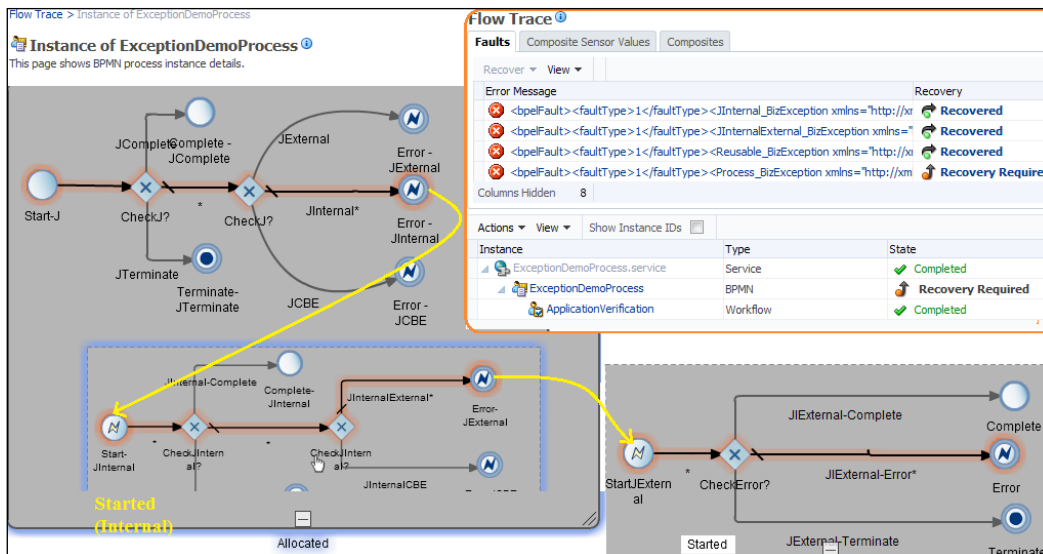 Flow Trace > Instance of ExceptionDemoProcess
Instance of ExceptionDemoProcess
This page shows BPMN process instance details.
JComplete
Complete -
JComplete
JExternal
Error -
JExternal
Start-J
CheckJ?
*
CheckJ?
JInternal*
Error -
JInternal
JTerminate
Terminate-
JTerminate
JCBE
Error -
JCBE
Flow Trace
Faults
Composite Sensor Values
Composites
Recover
View
Error Message
Recovery
<bpelFault><faultType>1</faultType><JInternal_BizException xmlns="http://x
Recovered
<bpelFault><faultType>1</faultType><JInternalExternal_BizException xmlns="
Recovered
<bpelFault><faultType>1</faultType><Reusable_BizException xmlns="http://x
Recovered
<bpelFault><faultType>1</faultType><Process_BizException xmlns="http://xm
Recovery Require
Columns Hidden 8
Actions View Show Instance IDs
Instance Type State
ExceptionDemoProcess.service Service Completed
ExceptionDemoProcess BPMN Recovery Required
ApplicationVerification Workflow Completed
JInternal-Complete
Complete-
JInternal
JInternalExternal*
Error-
JExternal
Start-
JInternal
CheckJIntern
al?
CheckJIntern
al?
JInternalCBE
Started
(Internal)
Allocated
JIExternal-Complete
Complete
StartJExtern
al
*
CheckError?
JIExternal-Error*
Error
JExternal-Terminate
Terminate
Started